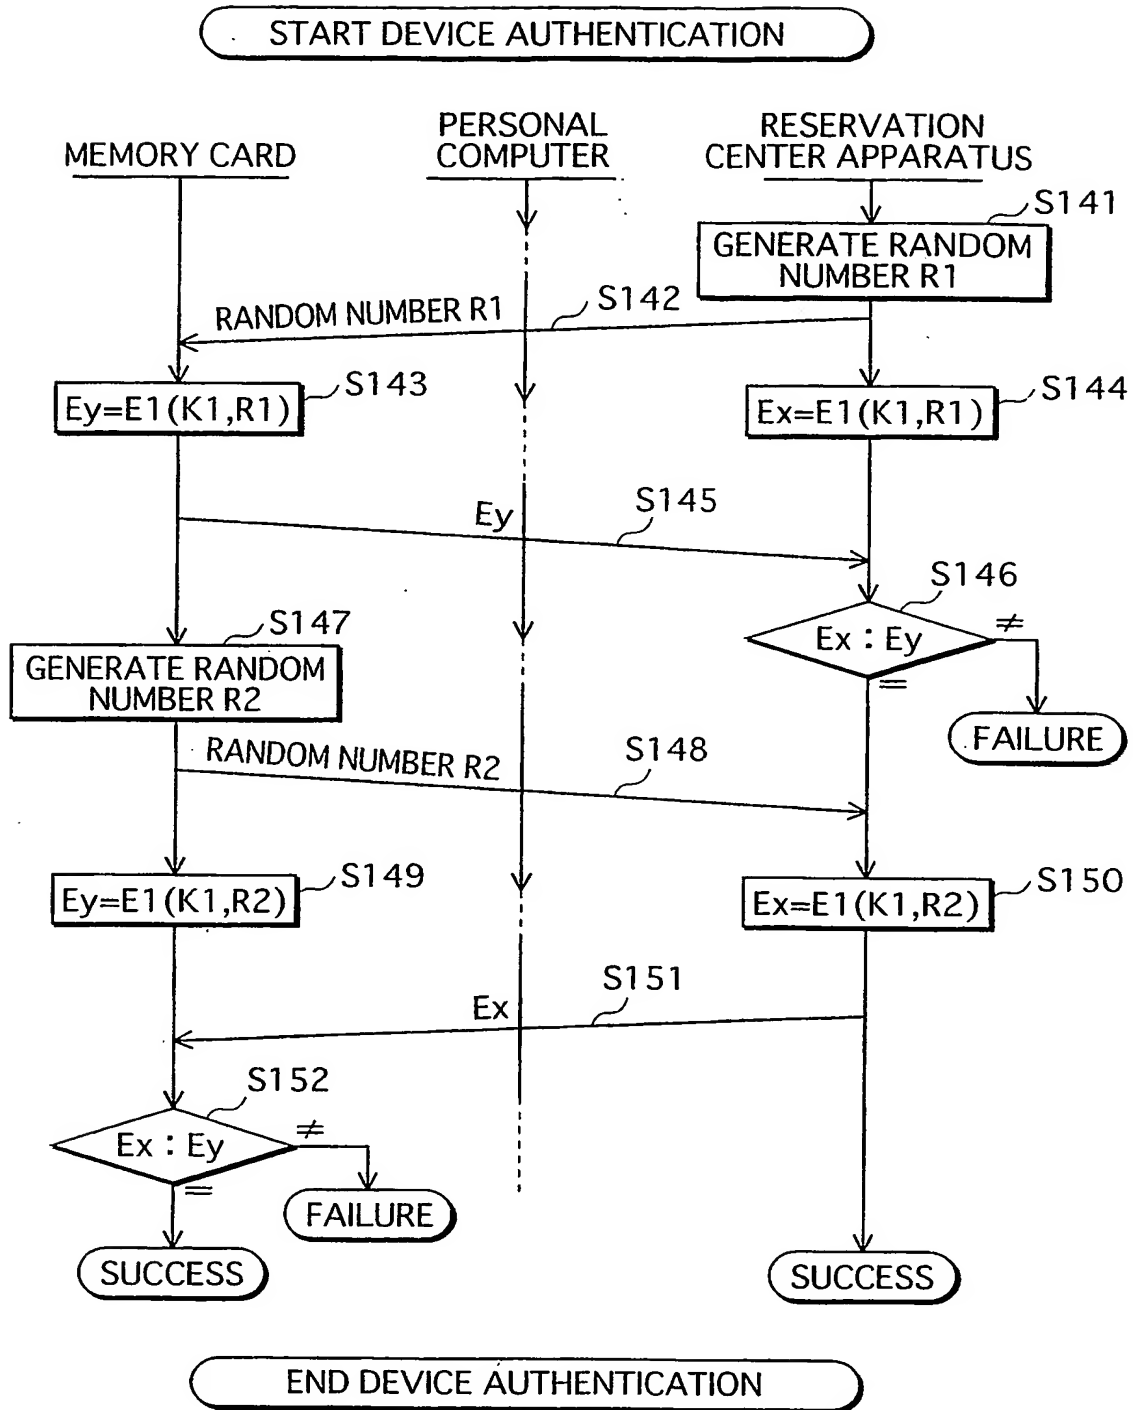 START DEVICE AUTHENTICATION
MEMORY CARD
PERSONAL
COMPUTER
RESERVATION
CENTER APPARATUS
S141
GENERATE RANDOM
NUMBER R1
S142
RANDOM NUMBER R1
S143
Ey=E1(K1,R1)
S144
Ex=E1(K1,R1)
S145
Ey
S146
Ex : Ey
≠
=
FAILURE
S147
GENERATE RANDOM
NUMBER R2
RANDOM NUMBER R2
S148
S149
Ey=E1(K1,R2)
S150
Ex=E1(K1,R2)
S151
Ex
S152
Ex : Ey
≠
=
FAILURE
SUCCESS
SUCCESS
END DEVICE AUTHENTICATION